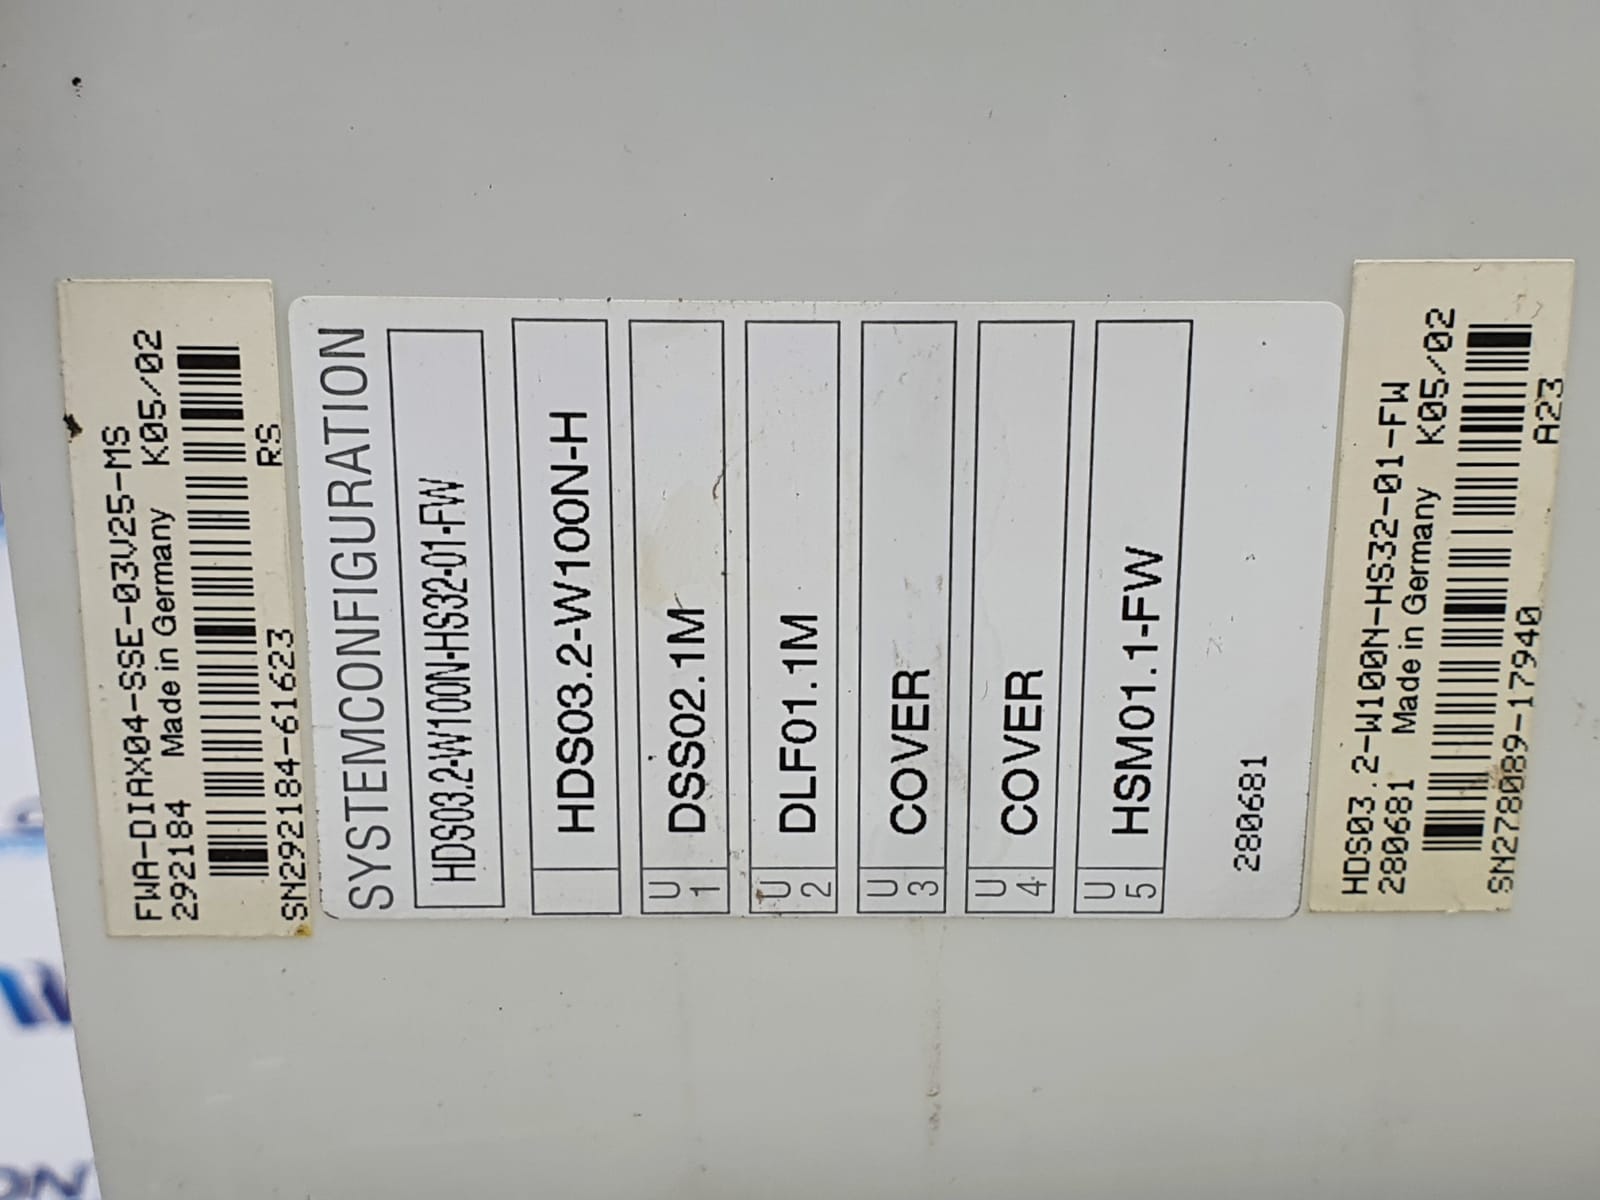 FWA-DIAX04-SSE-03V25-MS
292184 Made in Germany K05/02
RS
SN292184-61623
SYSTEMCONFIGURATION
HDS03.2-W100N-HS32-01-FW
HDS03.2-W100N-H
U1 DSS02.1M
U2 DLF01.1M
U3 COVER
U4 COVER
U5 HSM01.1-FW
280681
HDS03.2-W100N-HS32-01-FW
280681 Made in Germany K05/02
A23
SN278089-17940